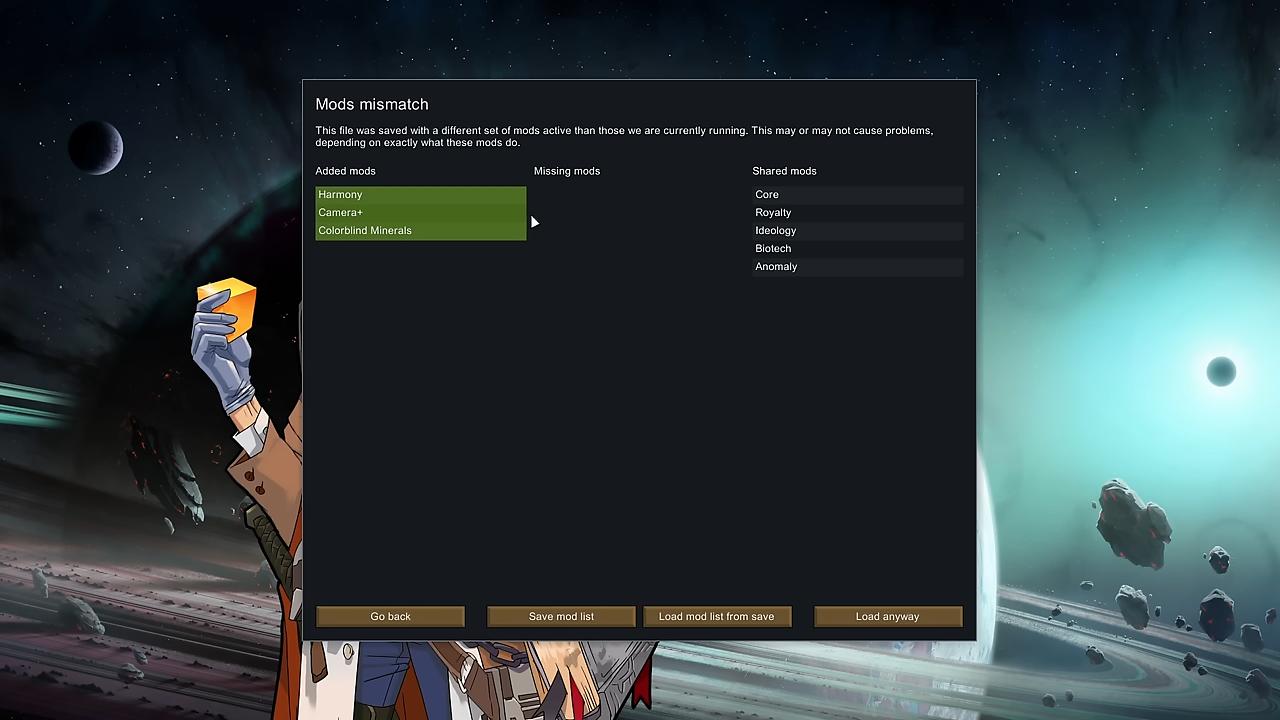 Mods mismatch
This file was saved with a different set of mods active than those we are currently running. This may or may not cause problems,
depending on exactly what these mods do.
Added mods
Missing mods
Shared mods
Harmony
Camera+
Colorblind Minerals
Core
Royalty
Ideology
Biotech
Anomaly
Go back
Save mod list
Load mod list from save
Load anyway